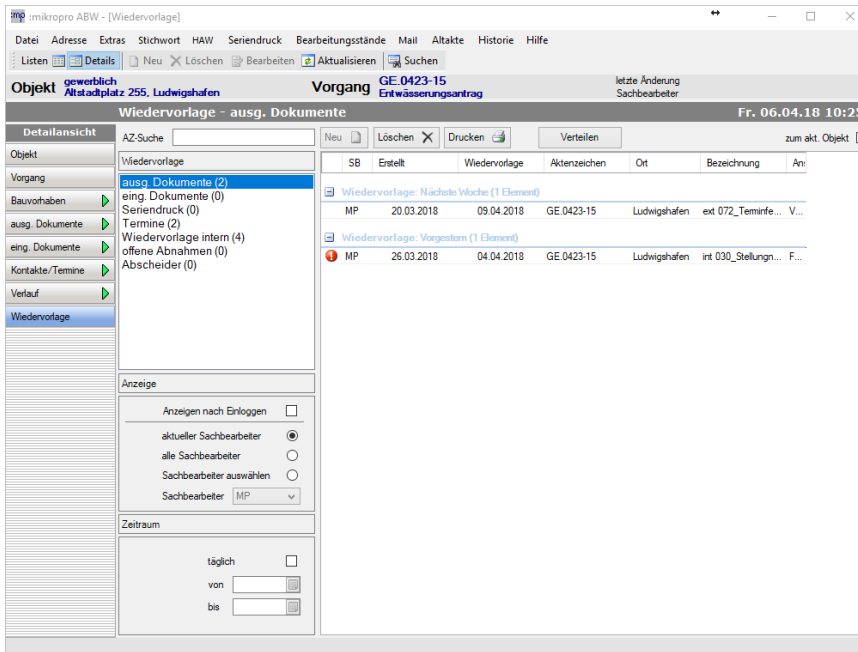 :mp :mikropro ABW - [Wiedervorlage]
Datei Adresse Extras Stichwort HAW Seriendruck Bearbeitungsstände Mail Altakte Historie Hilfe
Listen Details Neu Löschen Bearbeiten Aktualisieren Suchen
Objekt gewerblich Vorgang GE.0423-15 letzte Änderung
Altstadtplatz 255, Ludwigshafen Entwässerungsantrag Sachbearbeiter
Wiedervorlage - ausg. Dokumente Fr. 06.04.18 10:25
Detailansicht
Objekt
Vorgang
Bauvorhaben
ausg. Dokumente
eing. Dokumente
Kontakte/Termine
Verlauf
Wiedervorlage
AZ-Suche
Wiedervorlage
ausg. Dokumente (2)
eing. Dokumente (0)
Seriendruck (0)
Termine (2)
Wiedervorlage intern (4)
offene Abnahmen (0)
Abscheider (0)
Anzeige
Anzeigen nach Einloggen
aktueller Sachbearbeiter
alle Sachbearbeiter
Sachbearbeiter auswählen
Sachbearbeiter MP
Zeitraum
täglich
von
bis
Neu Löschen Drucken Verteilen zum akt. Objekt
SB Erstellt Wiedervorlage Aktenzeichen Ort Bezeichnung An
Wiedervorlage: Nächste Woche (1 Element)
MP 20.03.2018 09.04.2018 GE.0423-15 Ludwigshafen ext 072_Terminfe... V...
Wiedervorlage: Vorgestern (1 Element)
MP 26.03.2018 04.04.2018 GE.0423-15 Ludwigshafen int 030_Stellungn... F...